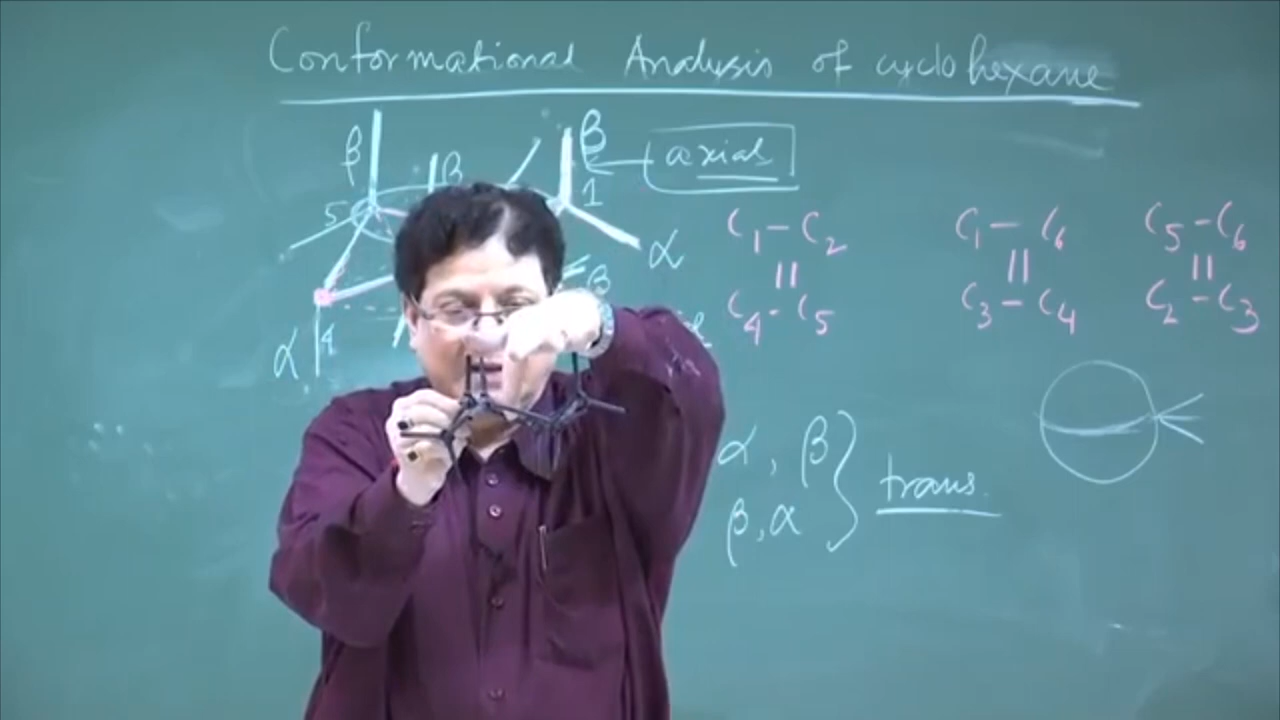 Conformational Analysis of cyclohexane
β β β axial
5 1
α
C1-C2 C1-C6 C5-C6
|| || ||
C4-C5 C3-C4 C2-C3
β
α 4
α, β } trans
β, α